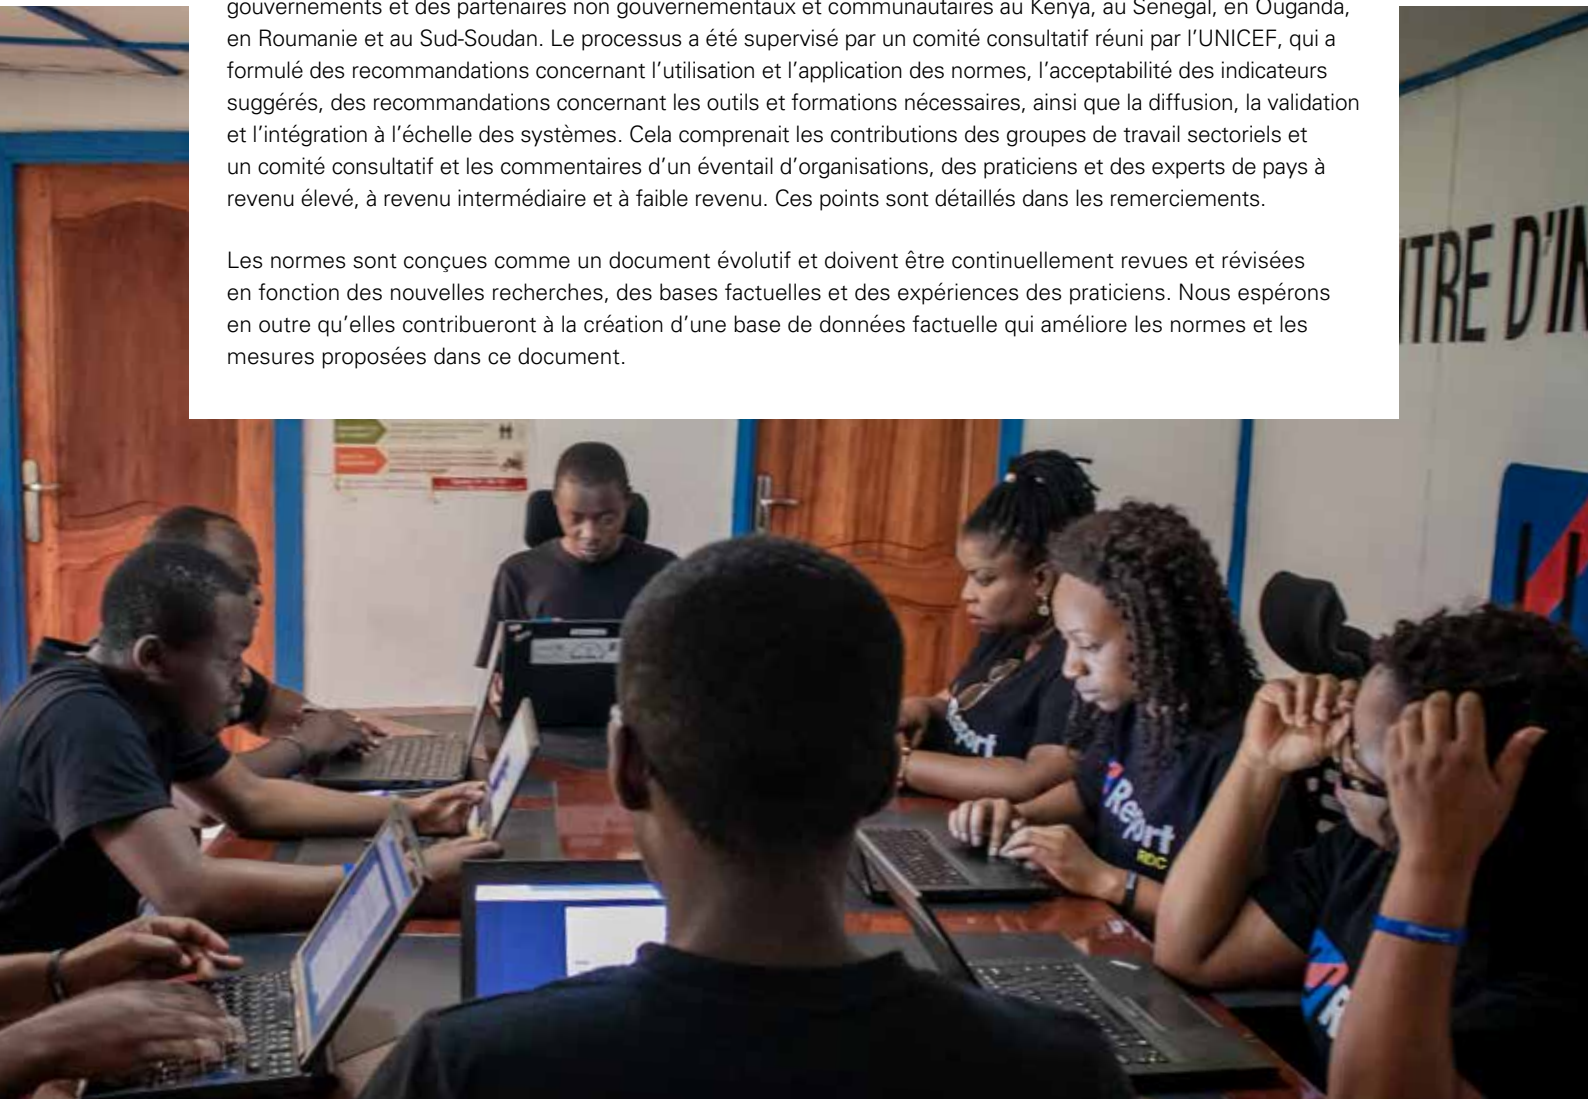 gouvernements et des partenaires non gouvernementaux et communautaires au Kenya, au Sénégal, en Ouganda,
en Roumanie et au Sud-Soudan. Le processus a été supervisé par un comité consultatif réuni par l’UNICEF, qui a
formulé des recommandations concernant l’utilisation et l’application des normes, l’acceptabilité des indicateurs
suggérés, des recommandations concernant les outils et formations nécessaires, ainsi que la diffusion, la validation
et l’intégration à l’échelle des systèmes. Cela comprenait les contributions des groupes de travail sectoriels et
un comité consultatif et les commentaires d’un éventail d’organisations, des praticiens et des experts de pays à
revenu élevé, à revenu intermédiaire et à faible revenu. Ces points sont détaillés dans les remerciements.
Les normes sont conçues comme un document évolutif et doivent être continuellement revues et révisées
en fonction des nouvelles recherches, des bases factuelles et des expériences des praticiens. Nous espérons
en outre qu’elles contribueront à la création d’une base de données factuelle qui améliore les normes et les
mesures proposées dans ce document.
NTRE D'IN
Report
Report
RDC